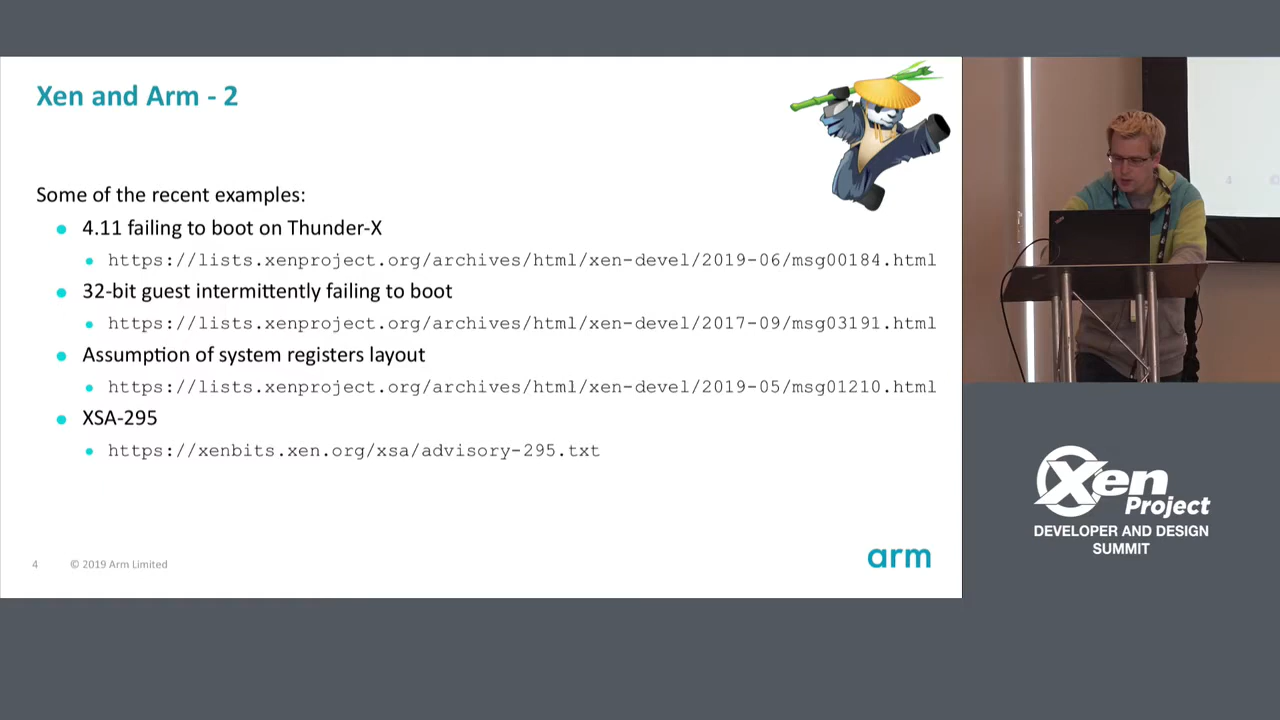 Xen and Arm - 2
Some of the recent examples:
4.11 failing to boot on Thunder-X
https://lists.xenproject.org/archives/html/xen-devel/2019-06/msg00184.html
32-bit guest intermittently failing to boot
https://lists.xenproject.org/archives/html/xen-devel/2017-09/msg03191.html
Assumption of system registers layout
https://lists.xenproject.org/archives/html/xen-devel/2019-05/msg01210.html
XSA-295
https://xenbits.xen.org/xsa/advisory-295.txt
4 © 2019 Arm Limited
arm
4
Xen
Project
DEVELOPER AND DESIGN
SUMMIT